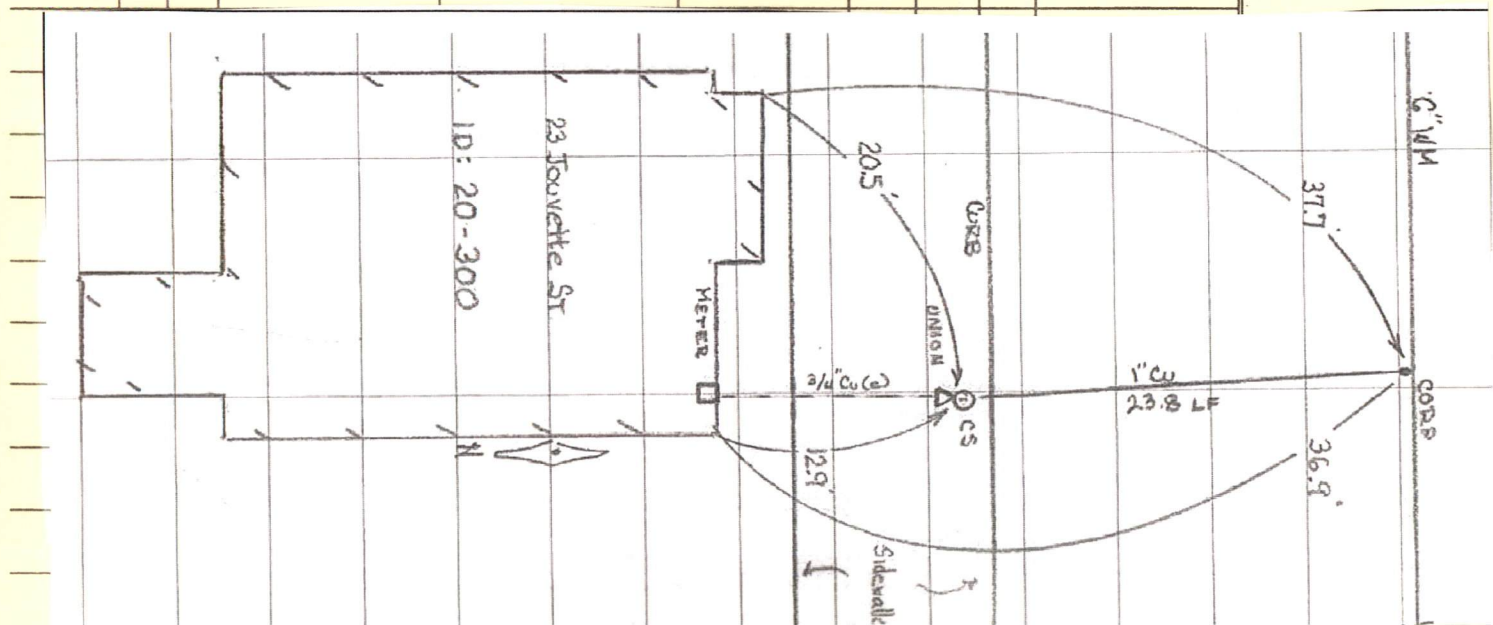 6" WM
37.7'
20.5'
CURB
23 Jouvette ST
ID: 20-300
METER
UNION
3/4" Cu (e)
1" Cu
23.8 LF
CS
CORP
12.9'
36.9'
N
Sidewalk